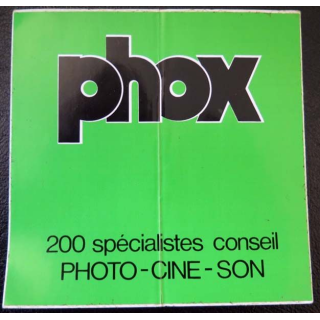 phox
200 spécialistes conseil
PHOTO-CINE-SON